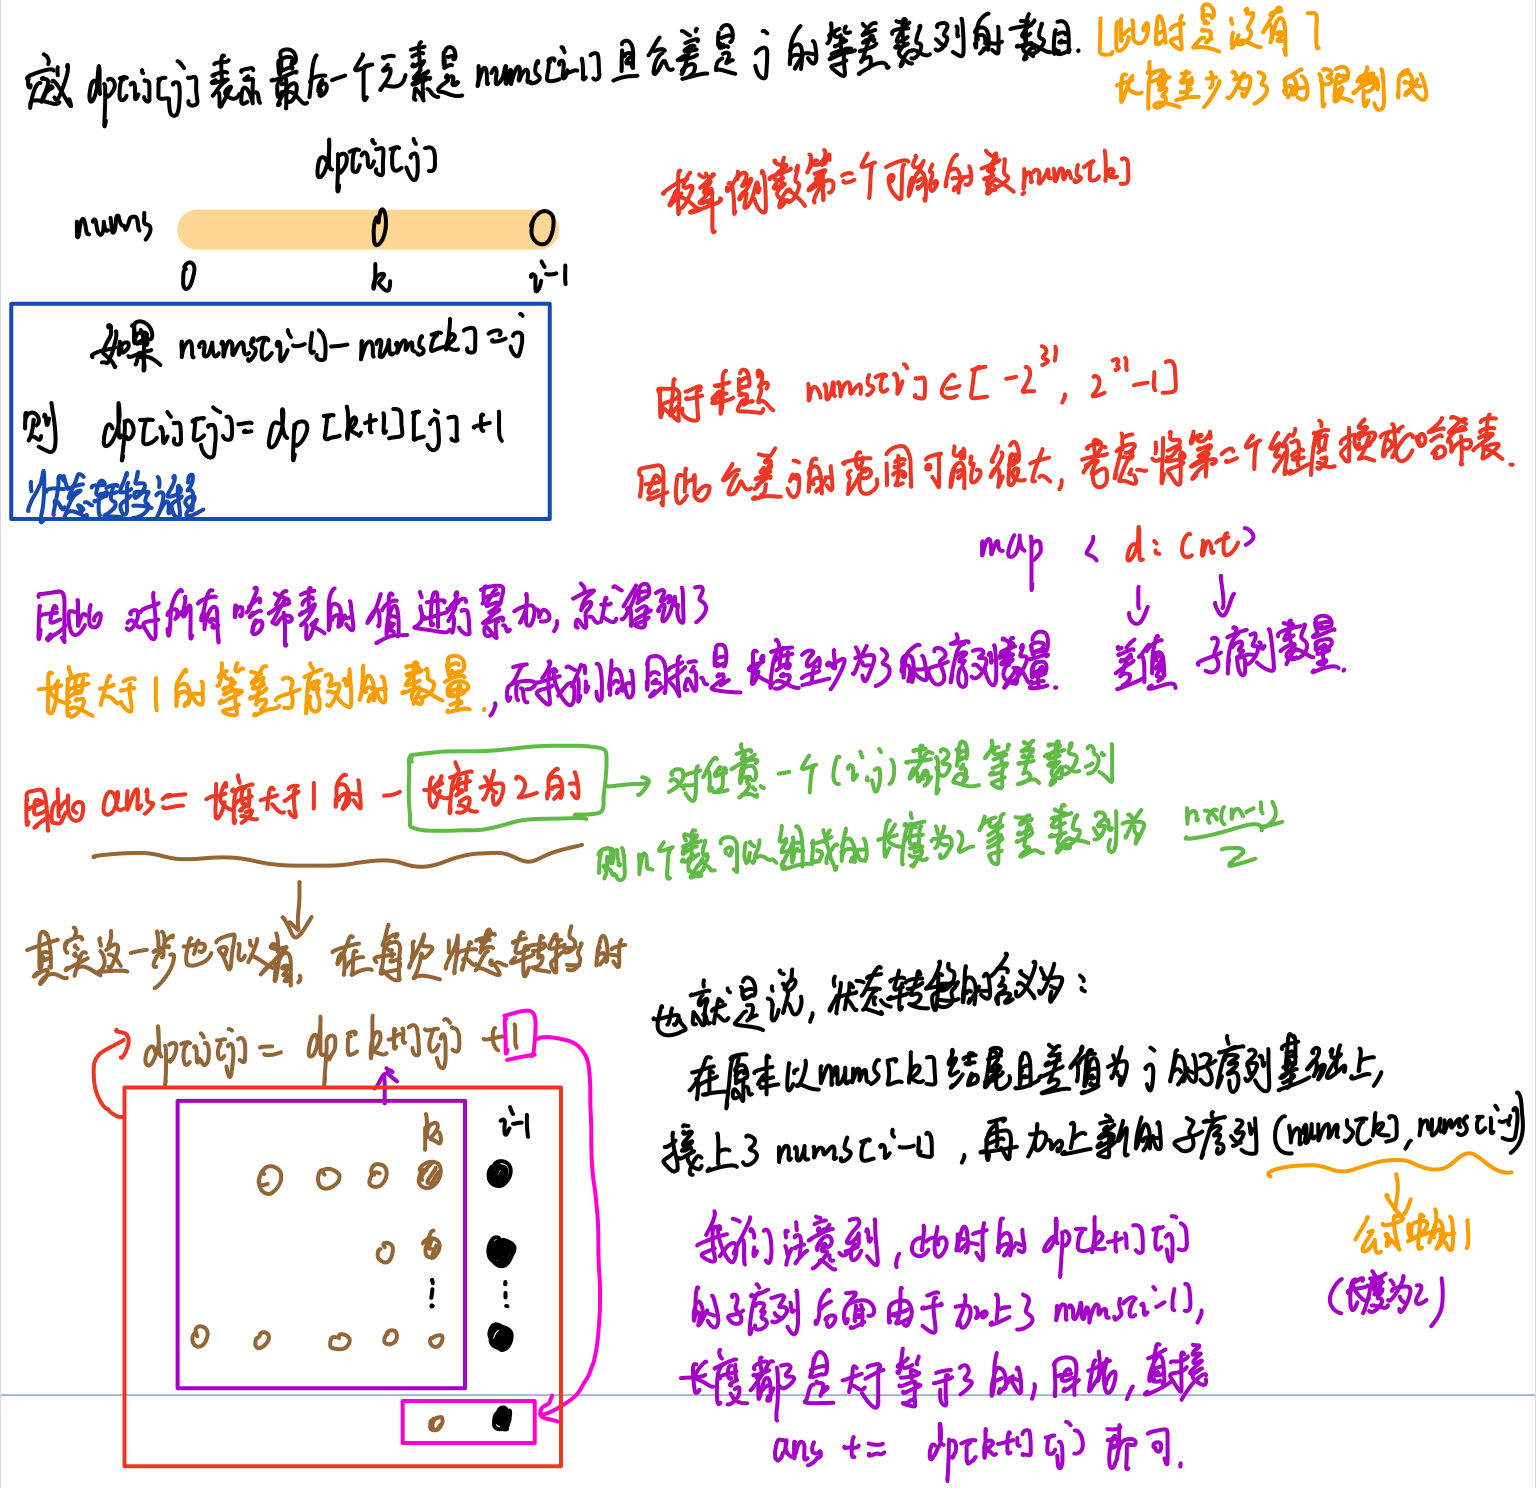 定义 dp[i][j] 表示最后一个元素是 nums[i-1] 且公差是 j 的等差数列的数目. [此时是没有了
长度至少为3的限制的
dp[i][j]
枚举倒数第二个可能的数 nums[k]
nums
0 k i-1
如果 nums[i-1] - nums[k] = j
则 dp[i][j] = dp[k+1][j] + 1
状态转移方程
由于本题 nums[i] ∈ [-2^31, 2^31-1]
因此公差j的范围可能很大, 考虑将第二个维度换成哈希表.
map < d: cnt>
差值 子序列数量.
因此 对所有哈希表的值进行累加, 就得到了
长度大于1的等差子序列的数量., 而我们的目标是长度至少为3的子序列数量.
因此 ans = 长度大于1的 - 长度为2的
对任意一个(i,j)都是等差数列
则n个数可以组成的长度为2等差数列为 n×(n-1)/2
其实这一步也可以省, 在每次状态转移时
dp[i][j] = dp[k+1][j] + 1
k i-1
也就是说, 状态转移的含义为:
在原本以nums[k]结尾且差值为j的子序列基础上,
接上了 nums[i-1], 再加上新的子序列 (nums[k], nums[i-1])
公式中的1
(长度为2)
我们注意到, 此时的 dp[k+1][j]
的子序列后面由于加上了 nums[i-1],
长度都是大于等于3的, 因此, 直接
ans += dp[k+1][j] 即可.